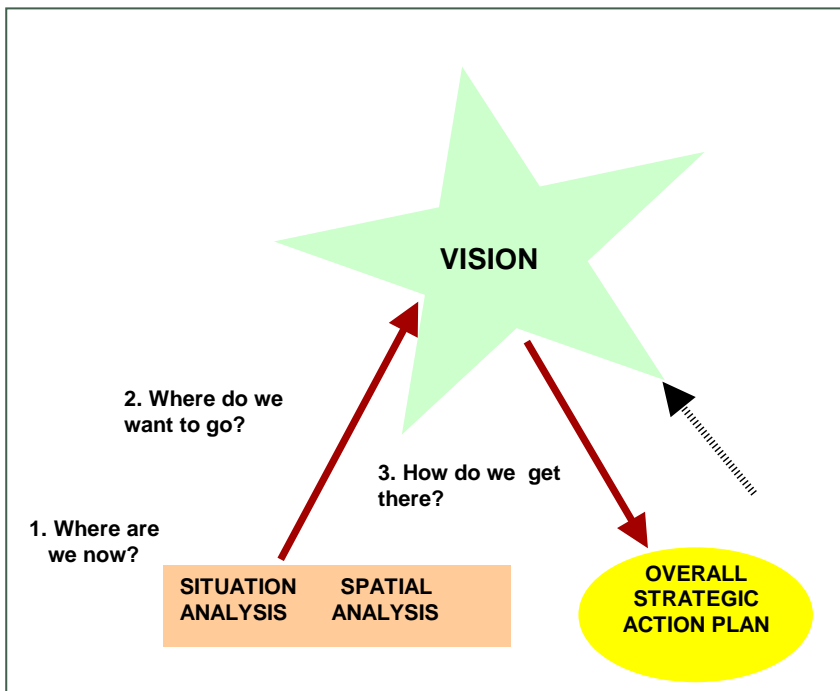 VISION
2. Where do we
want to go?
3. How do we get
there?
1. Where are
we now?
SITUATION SPATIAL
ANALYSIS ANALYSIS
OVERALL
STRATEGIC
ACTION PLAN